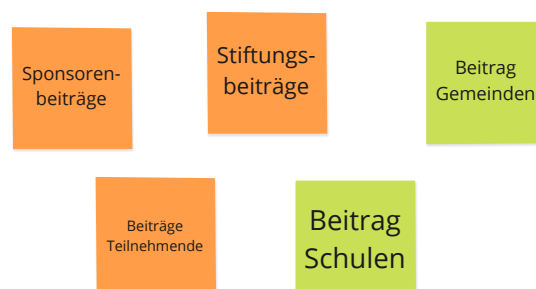 Sponsoren-
beiträge
Stiftungs-
beiträge
Beitrag
Gemeinden
Beiträge
Teilnehmende
Beitrag
Schulen